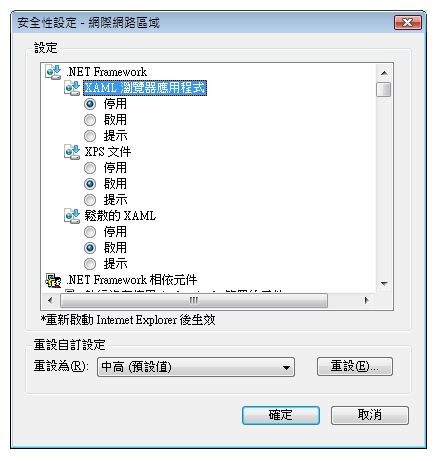 安全性設定 - 網際網路區域
設定
.NET Framework
XAML 瀏覽器應用程式
停用
啟用
提示
XPS 文件
停用
啟用
提示
鬆散的 XAML
停用
啟用
提示
.NET Framework 相依元件
*重新啟動 Internet Explorer 後生效
重設自訂設定
重設為(R): 中高 (預設值) 重設(E)...
確定 取消